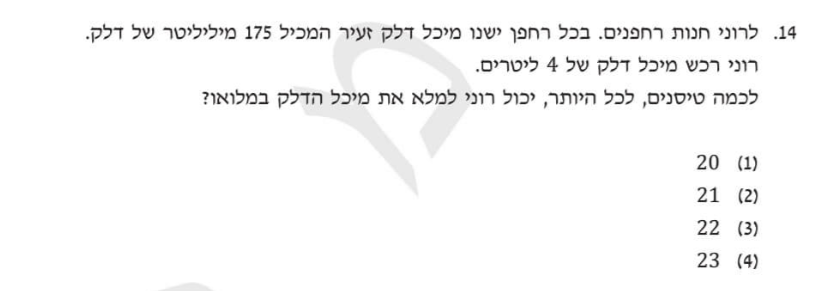 14. לרוני חנות רחפנים. בכל רחפן ישנו מיכל דלק זעיר המכיל 175 מיליליטר של דלק.
רוני רכש מיכל דלק של 4 ליטרים.
לכמה טיסנים, לכל היותר, יכול רוני למלא את מיכל הדלק במלואו?
(1) 20
(2) 21
(3) 22
(4) 23